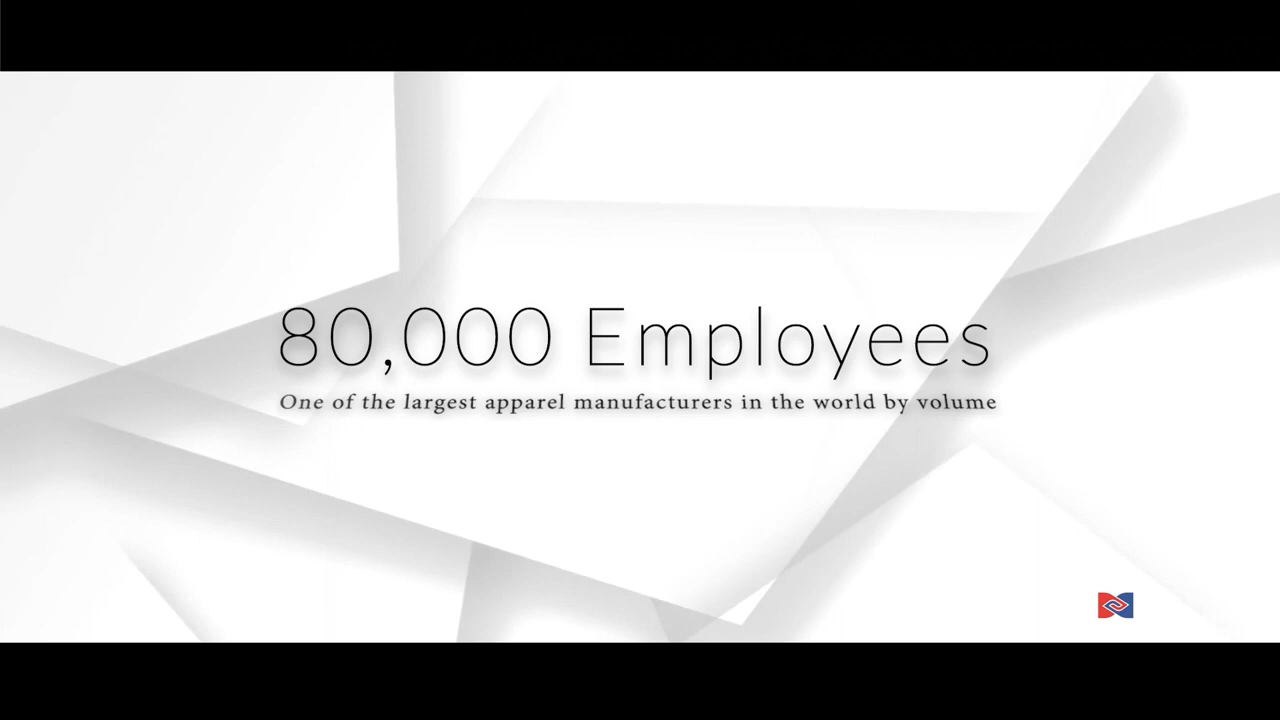 80,000 Employees
One of the largest apparel manufacturers in the world by volume